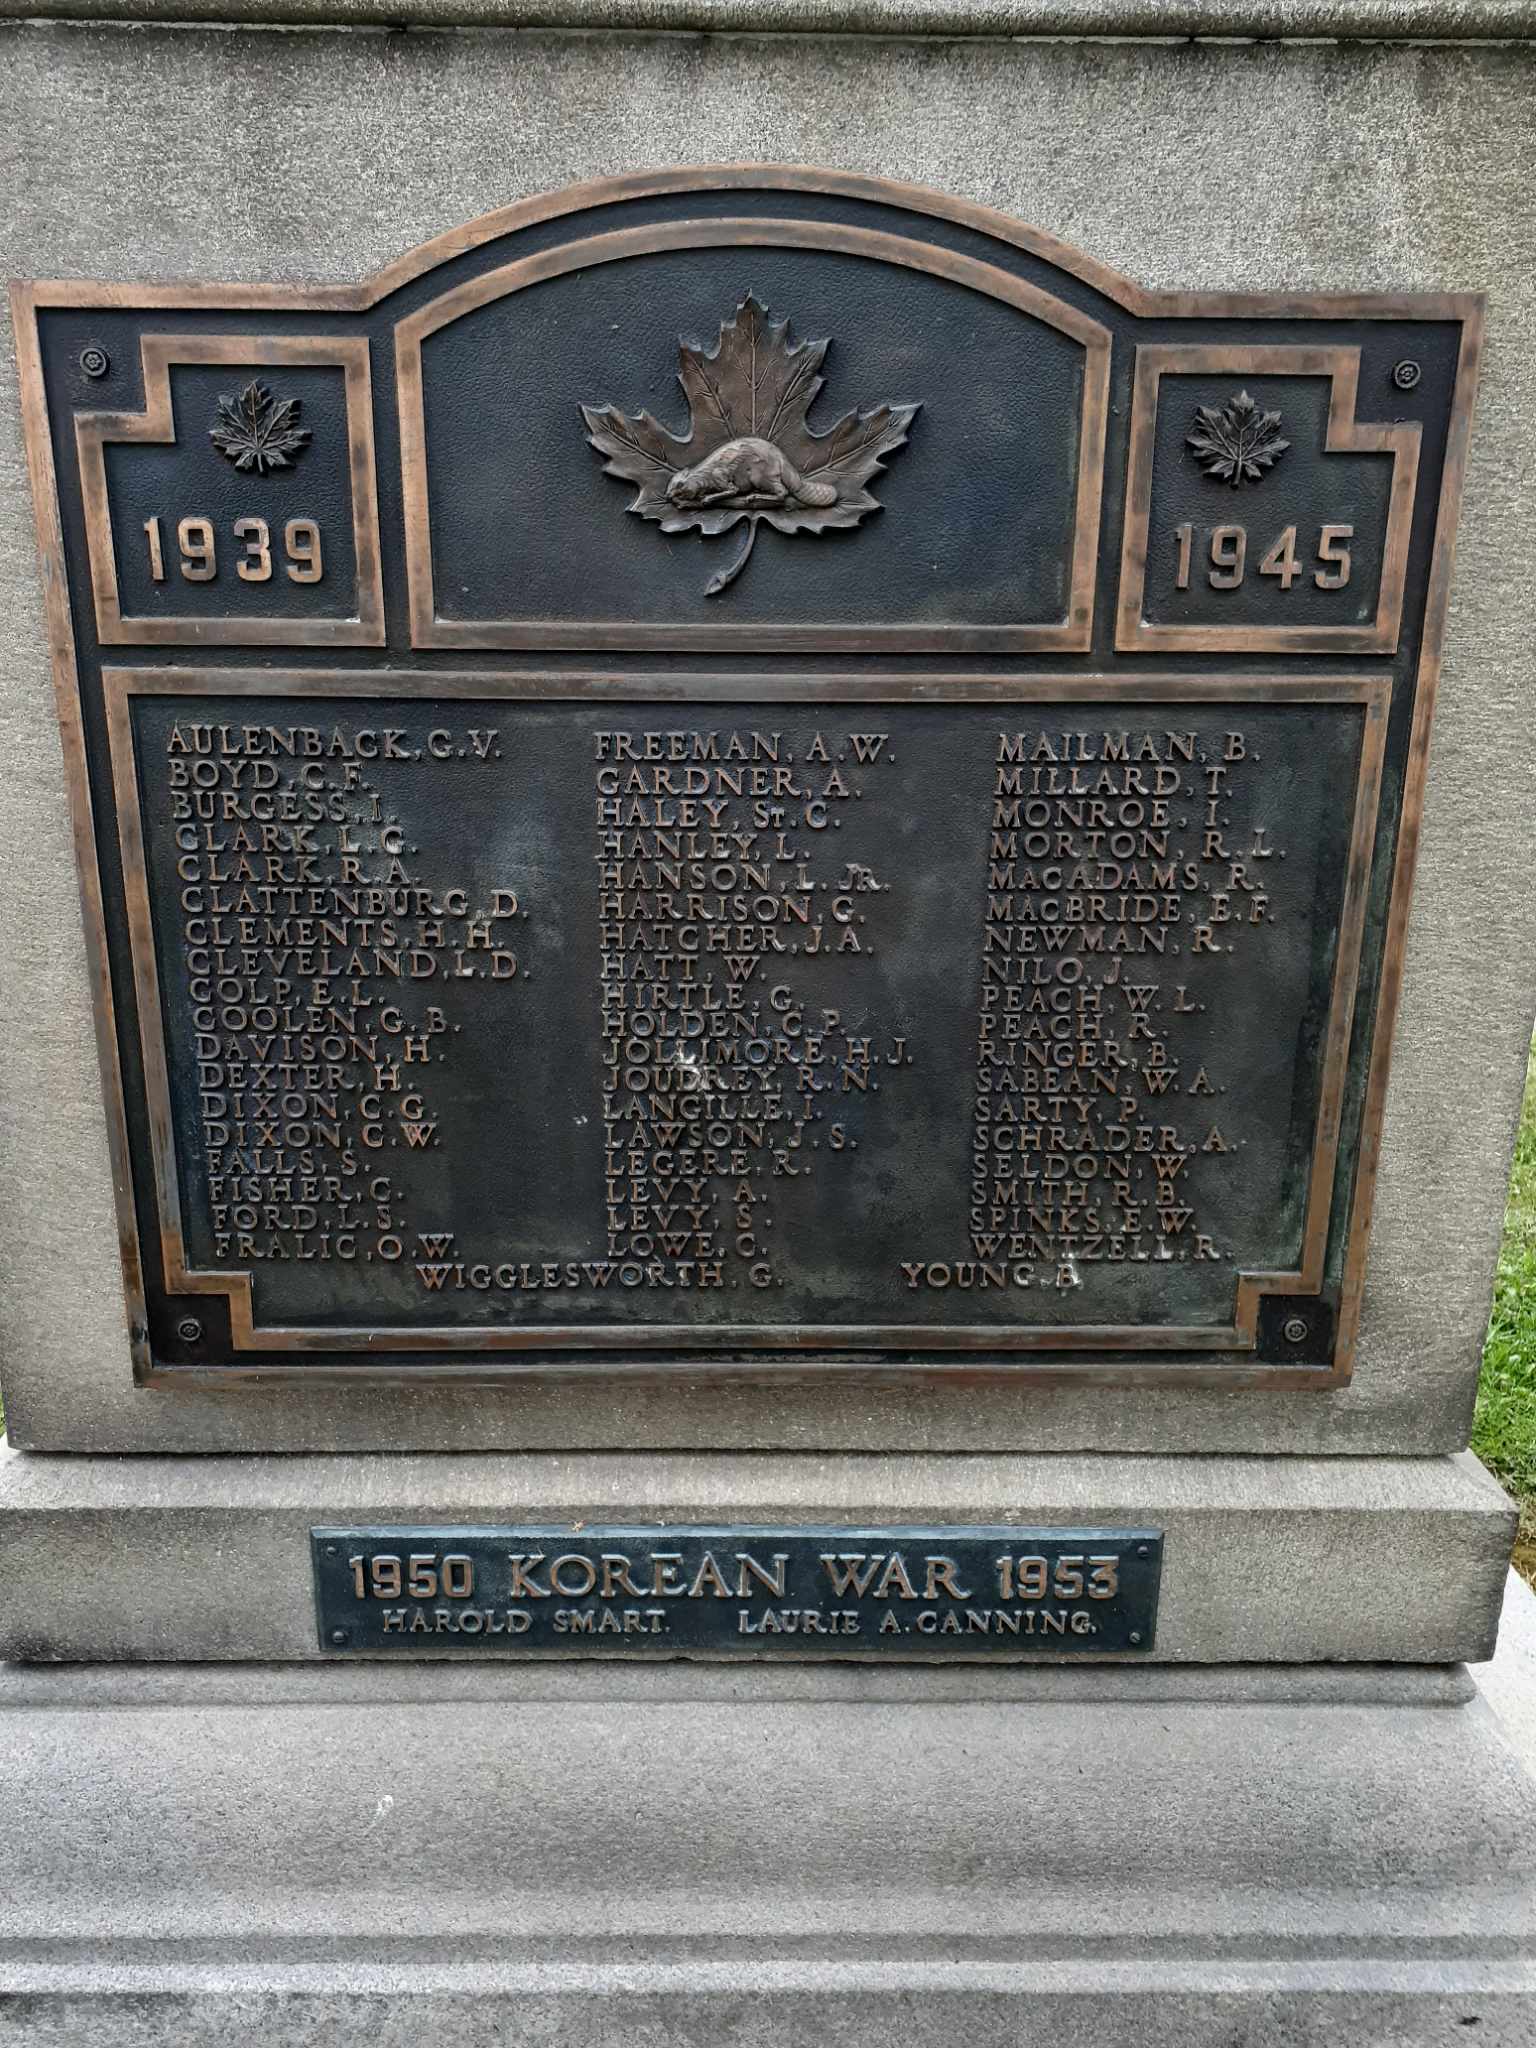 1939
1945
AULENBACK, G.V.
BOYD, C.F.
BURGESS, I.
CLARK, L.G.
CLARK, R.A.
CLATTENBURG, D.
CLEMENTS, H.H.
CLEVELAND, L.D.
COLP, E.L.
COOLEN, G.B.
DAVISON, H.
DEXTER, H.
DIXON, C.G.
DIXON, C.W.
FALLS, S.
FISHER, C.
FORD, L.S.
FRALIC, O.W.
FREEMAN, A.W.
GARDNER, A.
HALEY, ST. C.
HANLEY, L.
HANSON, L. JR.
HARRISON, G.
HATCHER, J.A.
HATT, W.
HIRTLE, G.
HOLDEN, C.P.
JOLLIMORE, H.J.
JOUDREY, R.N.
LANGILLE, I.
LAWSON, J.S.
LEGERE, R.
LEVY, A.
LEVY, S.
LOWE, C.
MAILMAN, B.
MILLARD, T.
MONROE, I.
MORTON, R.L.
MACADAMS, R.
MACBRIDE, E.F.
NEWMAN, R.
NILO, J.
PEACH, W.L.
PEACH, R.
RINGER, B.
SABEAN, W.A.
SARTY, P.
SCHRADER, A.
SELDON, W.
SMITH, R.B.
SPINKS, E.W.
WENTZELL, R.
WIGGLESWORTH, G. YOUNG, B.
1950 KOREAN WAR 1953
HAROLD SMART. LAURIE A. CANNING.